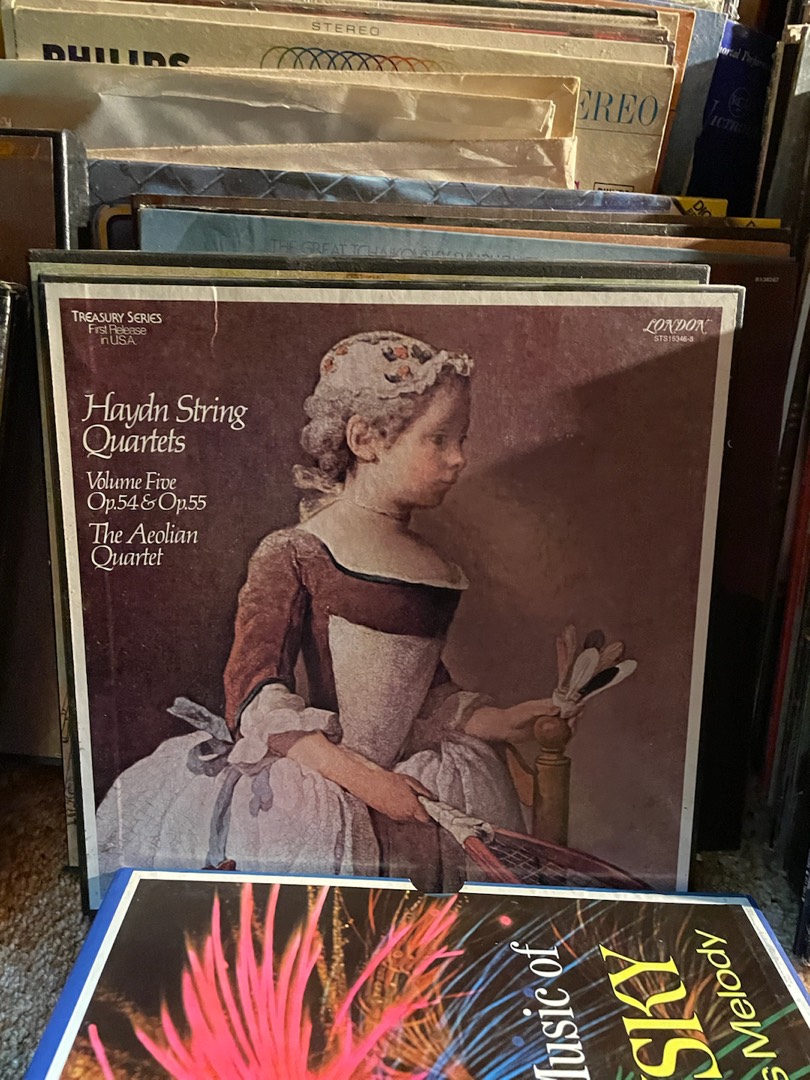 STEREO
PHILIPS
EREO
THE GREAT TCHAIKOVSKY SYMPHONIES
TREASURY SERIES
First Release
in U.S.A.
LONDON
STS15346-8
Haydn String
Quartets
Volume Five
Op.54 & Op.55
The Aeolian
Quartet
Music of
SKY
s Melody